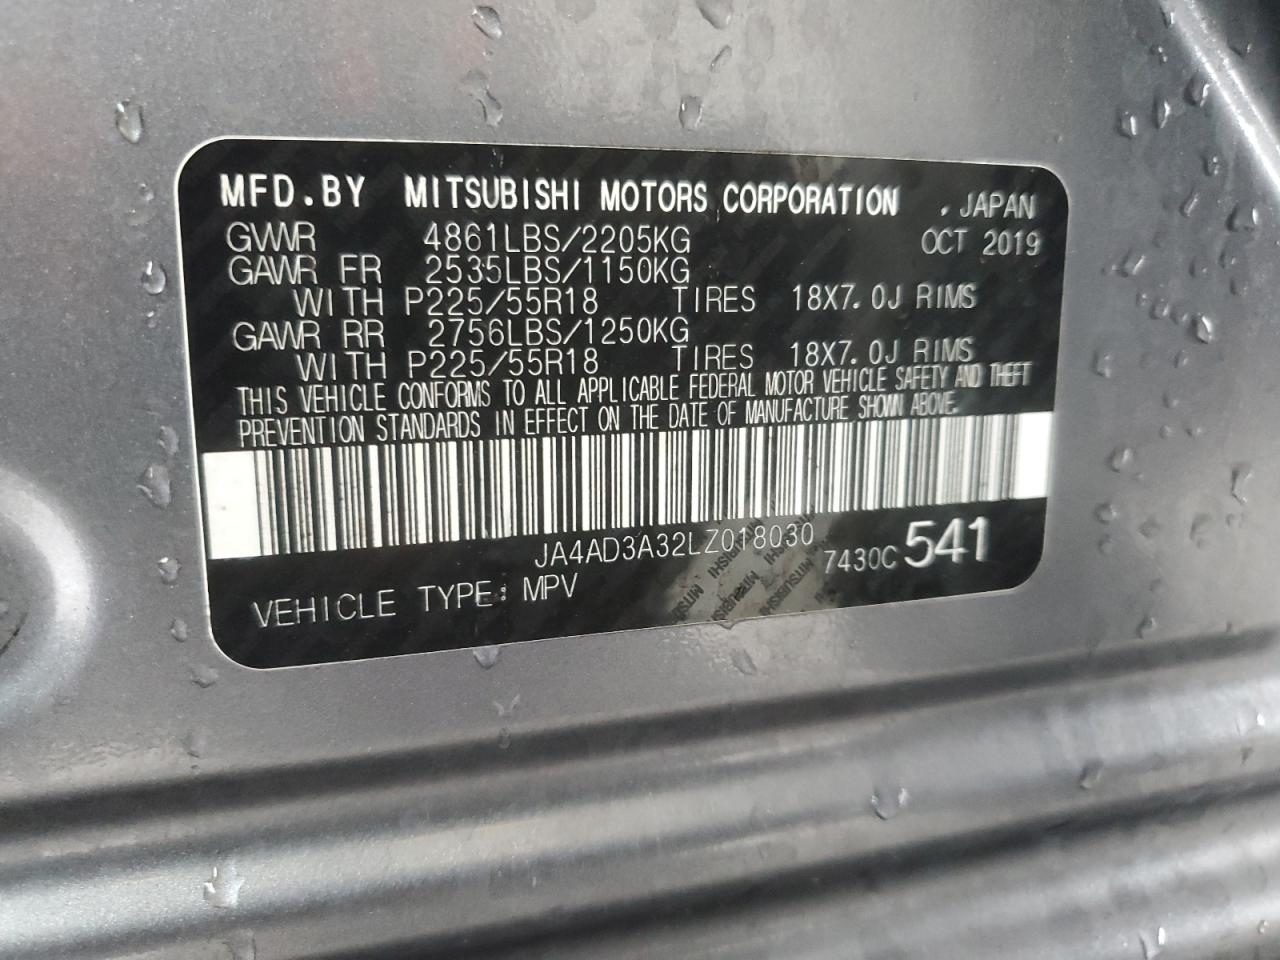 MFD.BY MITSUBISHI MOTORS CORPORATION , JAPAN
GVWR 4861LBS/2205KG OCT 2019
GAWR FR 2535LBS/1150KG
WITH P225/55R18 TIRES 18X7.0J RIMS
GAWR RR 2756LBS/1250KG
WITH P225/55R18 TIRES 18X7.0J RIMS
THIS VEHICLE CONFORMS TO ALL APPLICABLE FEDERAL MOTOR VEHICLE SAFETY AND THEFT
PREVENTION STANDARDS IN EFFECT ON THE DATE OF MANUFACTURE SHOWN ABOVE.
JA4AD3A32LZ018030 7430C 541
VEHICLE TYPE: MPV